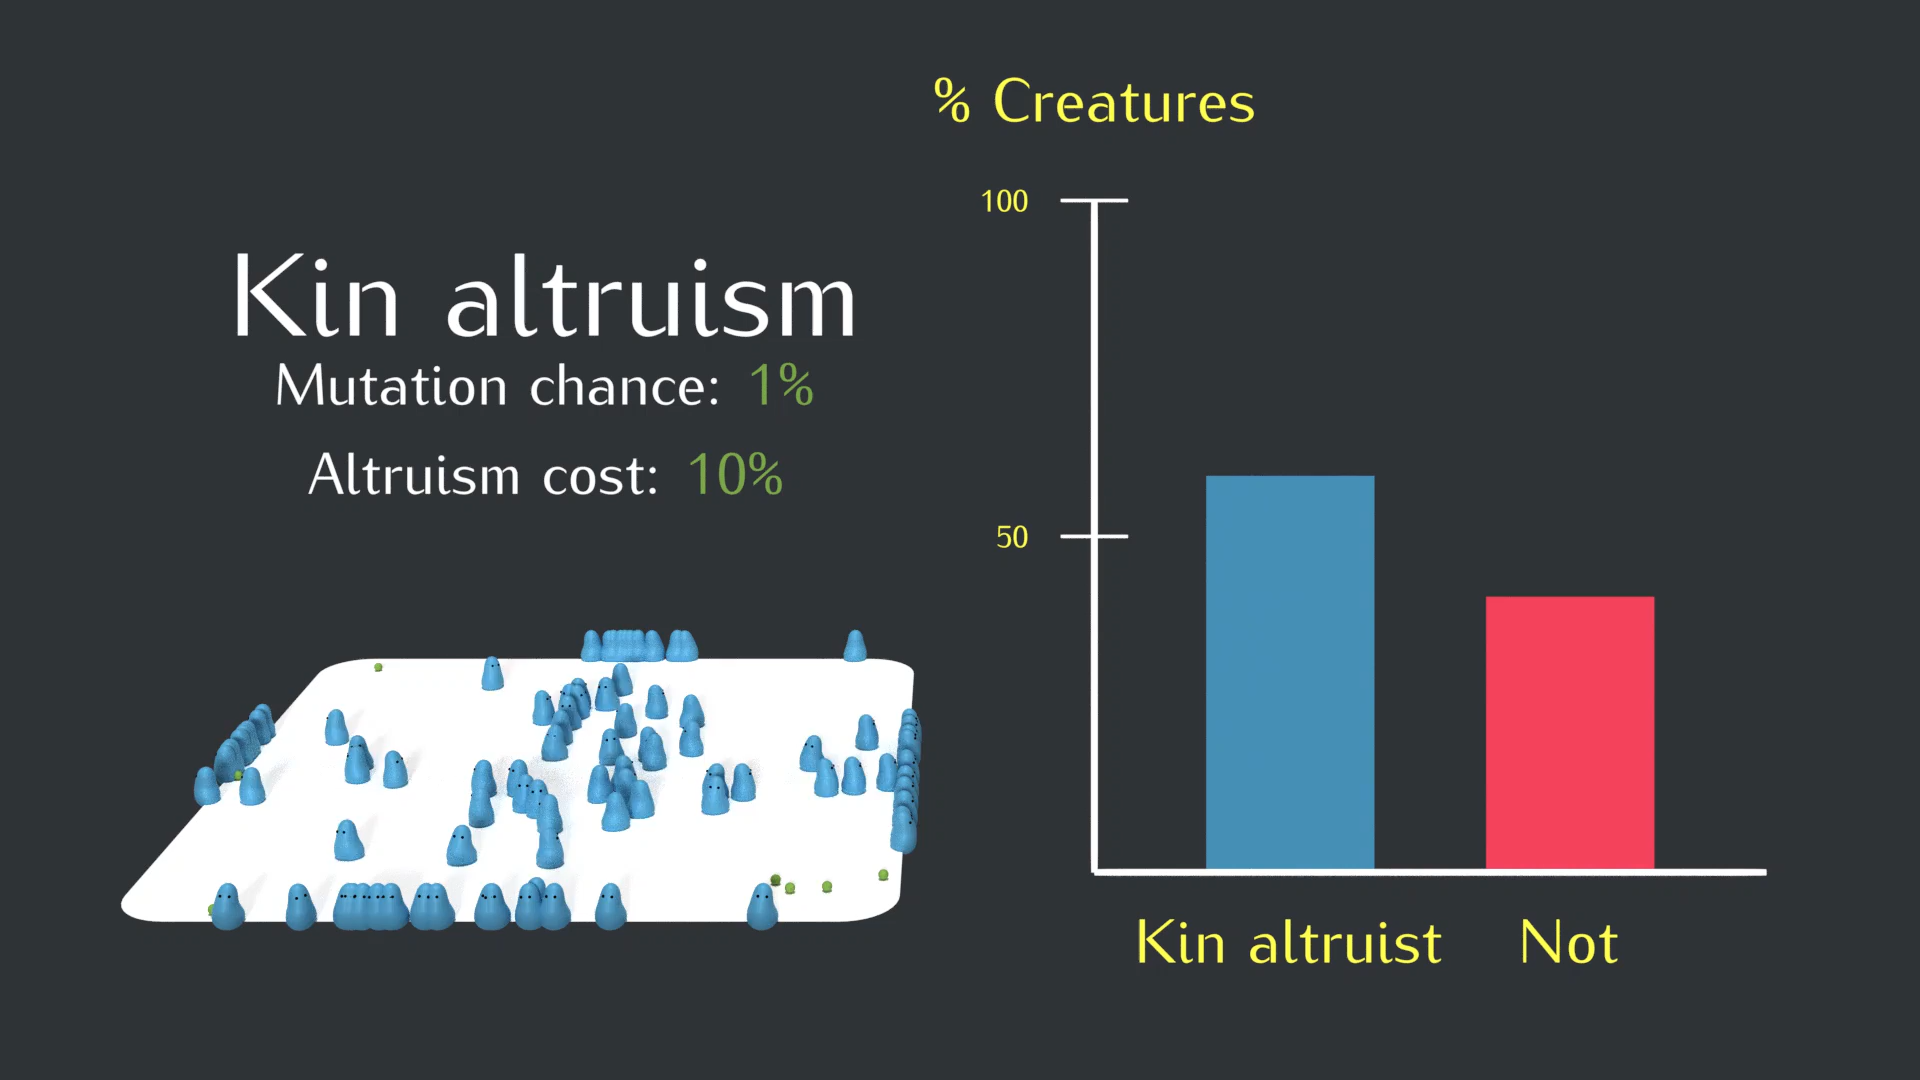 Kin altruism
Mutation chance: 1%
Altruism cost: 10%
% Creatures
100
50
Kin altruist
Not